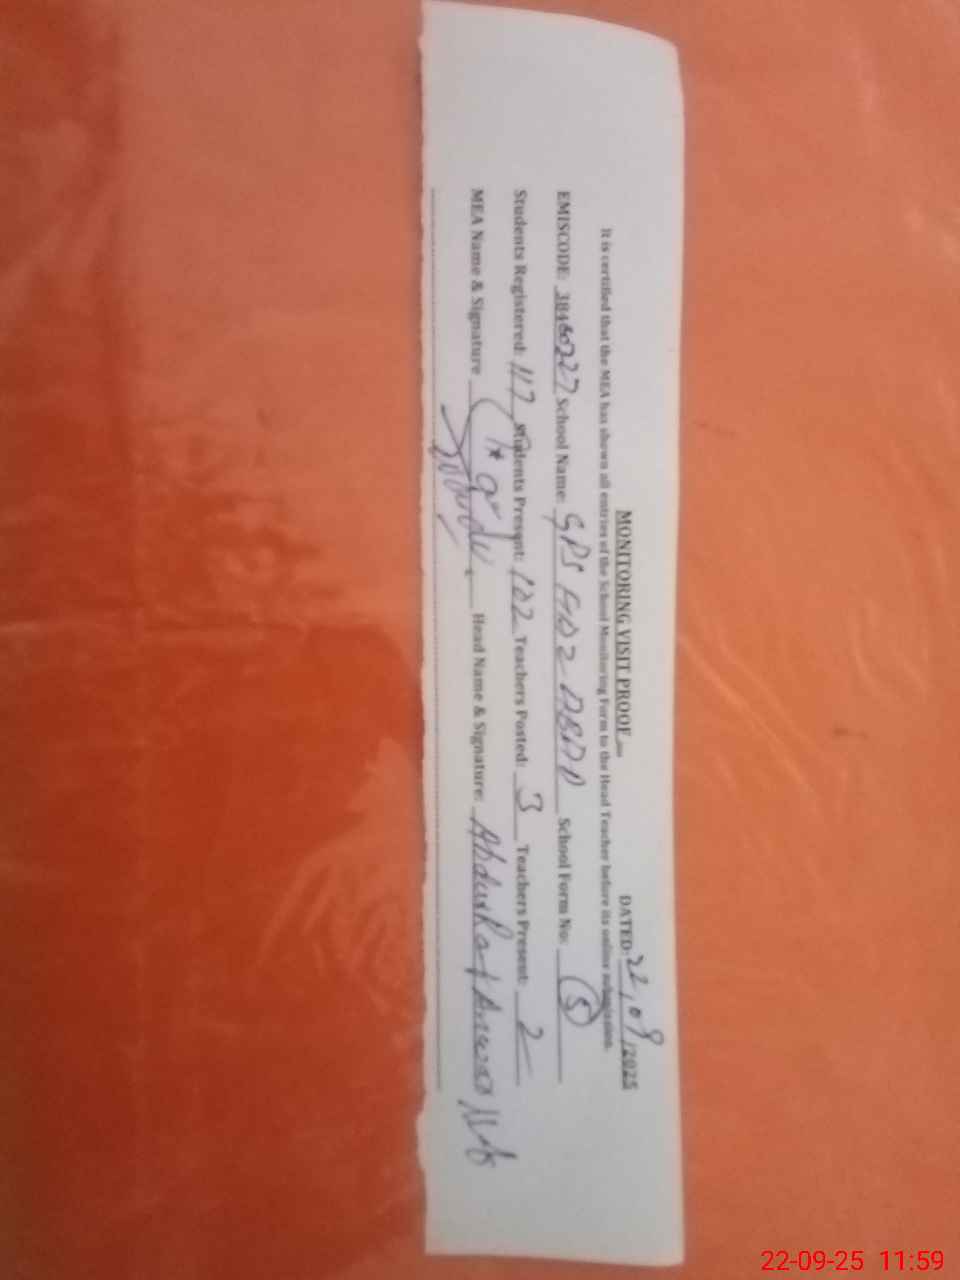 MONITORING VISIT PROOF
DATED: 22/09/2025
It is certified that the MEA has shown all entries of the School Monitoring Form to the Head Teacher before its online submission.
EMISCODE: 38460227 School Name: GPS School Form No: (5)
Students Registered: 117 Students Present: 102 Teachers Posted: 3 Teachers Present: 2
MEA Name & Signature Head Name & Signature: Abdul
22-09-25 11:59